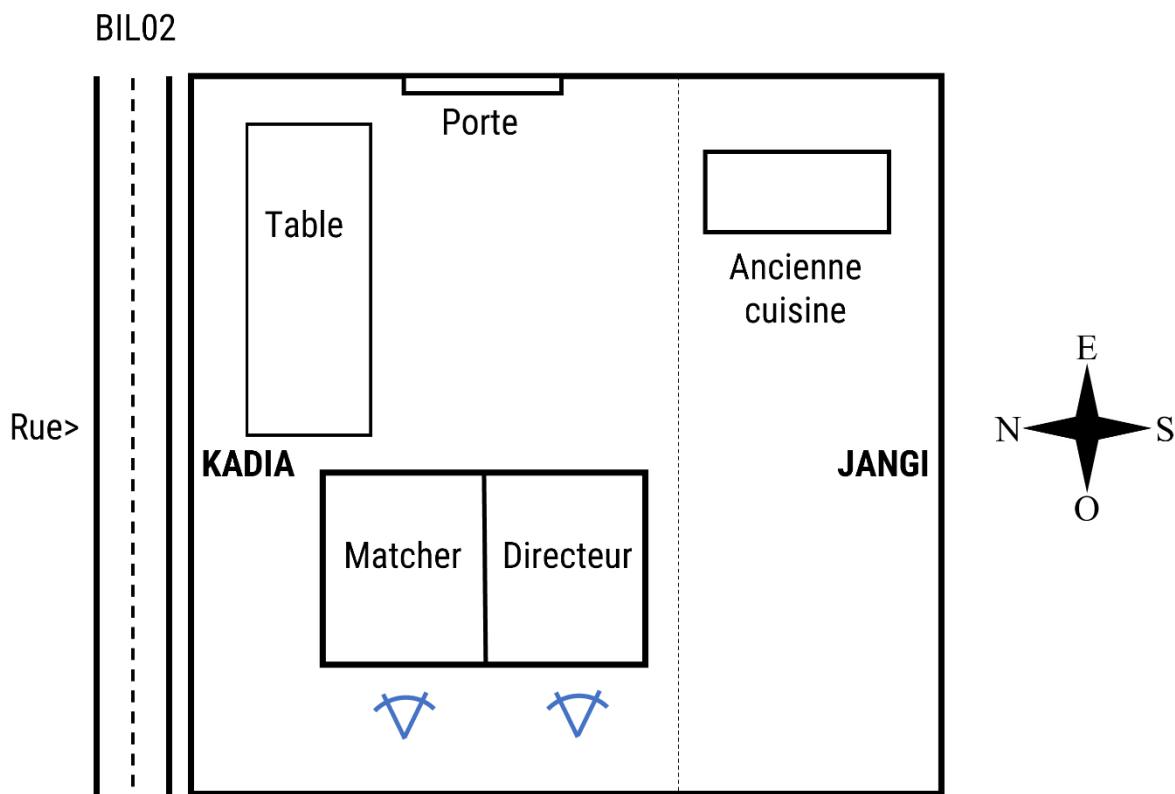 BIL02
Porte
Table
Ancienne
cuisine
Rue>
KADIA
JANGI
E
N
S
O
Matcher
Directeur